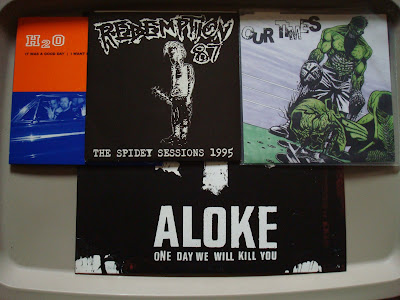 H2O
IT WAS A GOOD DAY | I WANT
REDEMPTION
87
THE SPIDEY SESSIONS 1995
OUR TIMES
ALOKE
ONE DAY WE WILL KILL YOU